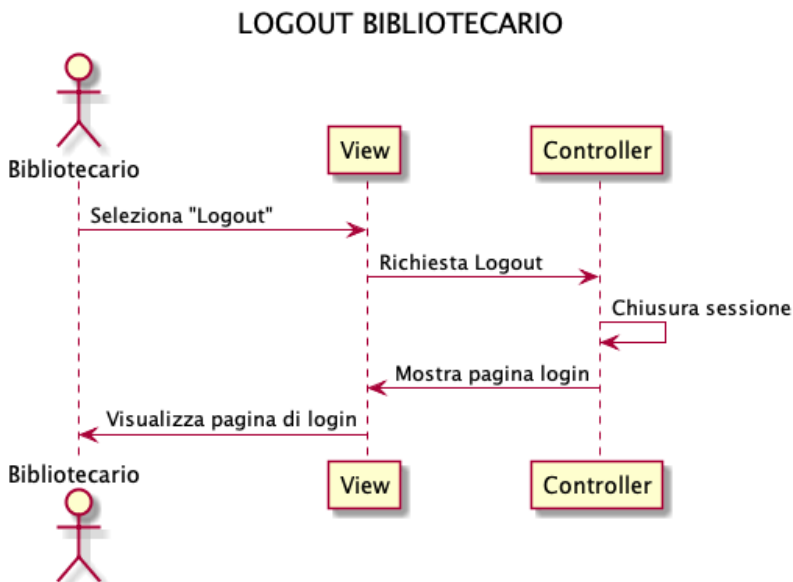 LOGOUT BIBLIOTECARIO
Bibliotecario
View
Controller
Seleziona "Logout"
Richiesta Logout
Chiusura sessione
Mostra pagina login
Visualizza pagina di login
Bibliotecario
View
Controller